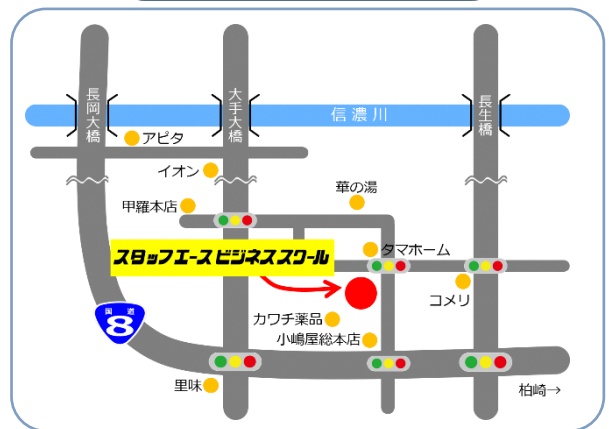 長岡大橋
大手大橋
長生橋
信濃川
アピタ
イオン
華の湯
甲羅本店
スタッフエース ビジネススクール
タマホーム
コメリ
カワチ薬品
小嶋屋総本店
国道
8
里味
柏崎→